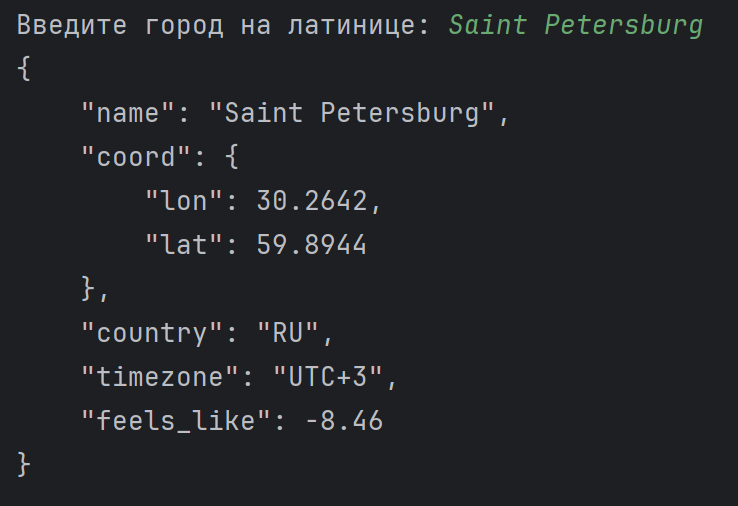 Введите город на латинице: Saint Petersburg
{
    "name": "Saint Petersburg",
    "coord": {
        "lon": 30.2642,
        "lat": 59.8944
    },
    "country": "RU",
    "timezone": "UTC+3",
    "feels_like": -8.46
}